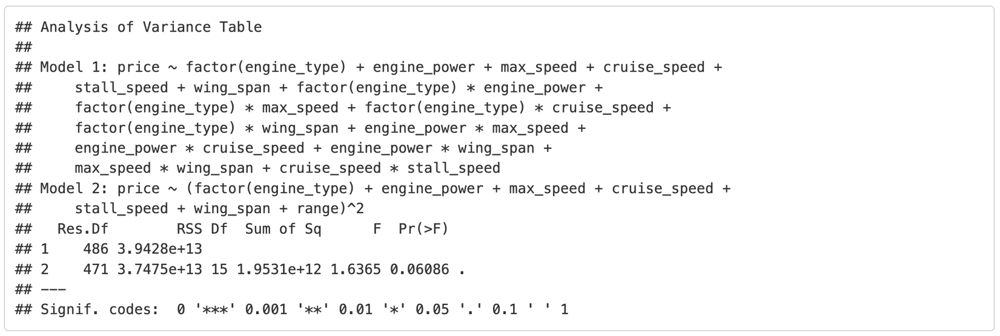 ## Analysis of Variance Table
##
## Model 1: price ~ factor(engine_type) + engine_power + max_speed + cruise_speed +
##     stall_speed + wing_span + factor(engine_type) * engine_power +
##     factor(engine_type) * max_speed + factor(engine_type) * cruise_speed +
##     factor(engine_type) * wing_span + engine_power * max_speed +
##     engine_power * cruise_speed + engine_power * wing_span +
##     max_speed * wing_span + cruise_speed * stall_speed
## Model 2: price ~ (factor(engine_type) + engine_power + max_speed + cruise_speed +
##     stall_speed + wing_span + range)^2
##   Res.Df        RSS Df  Sum of Sq      F  Pr(>F)
## 1    486 3.9428e+13
## 2    471 3.7475e+13 15 1.9531e+12 1.6365 0.06086 .
## ---
## Signif. codes:  0 '***' 0.001 '**' 0.01 '*' 0.05 '.' 0.1 ' ' 1